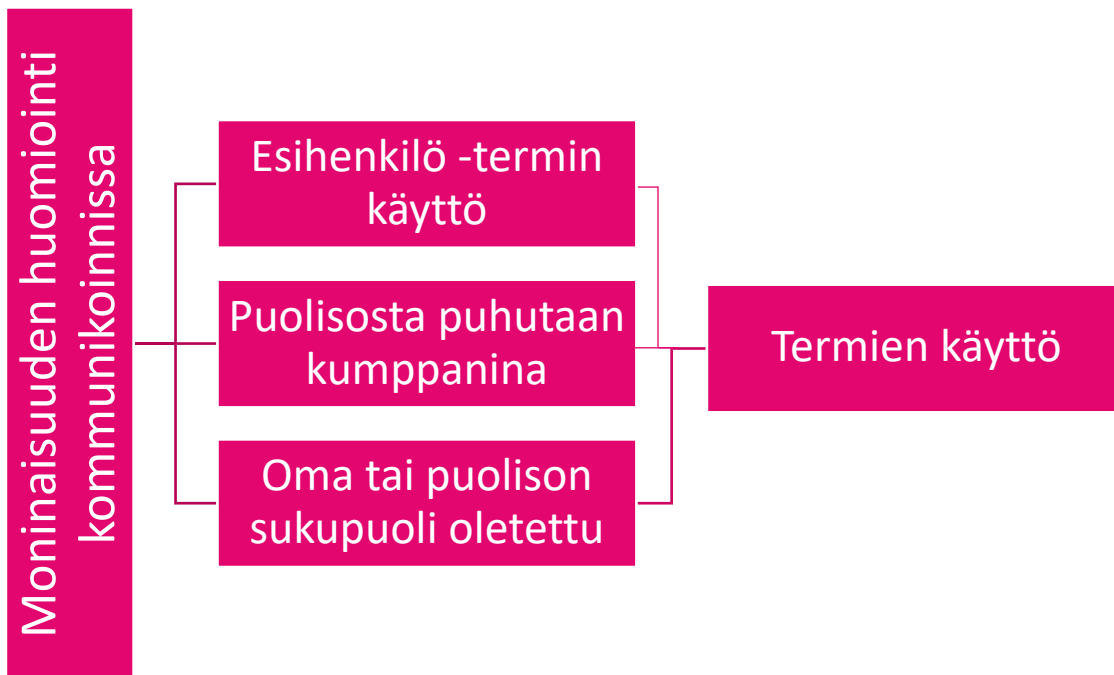 Moninaisuuden huomiointi
kommunikoinnissa
Esihenkilö -termin
käyttö
Puolisosta puhutaan
kumppanina
Oma tai puolison
sukupuoli oletettu
Termien käyttö